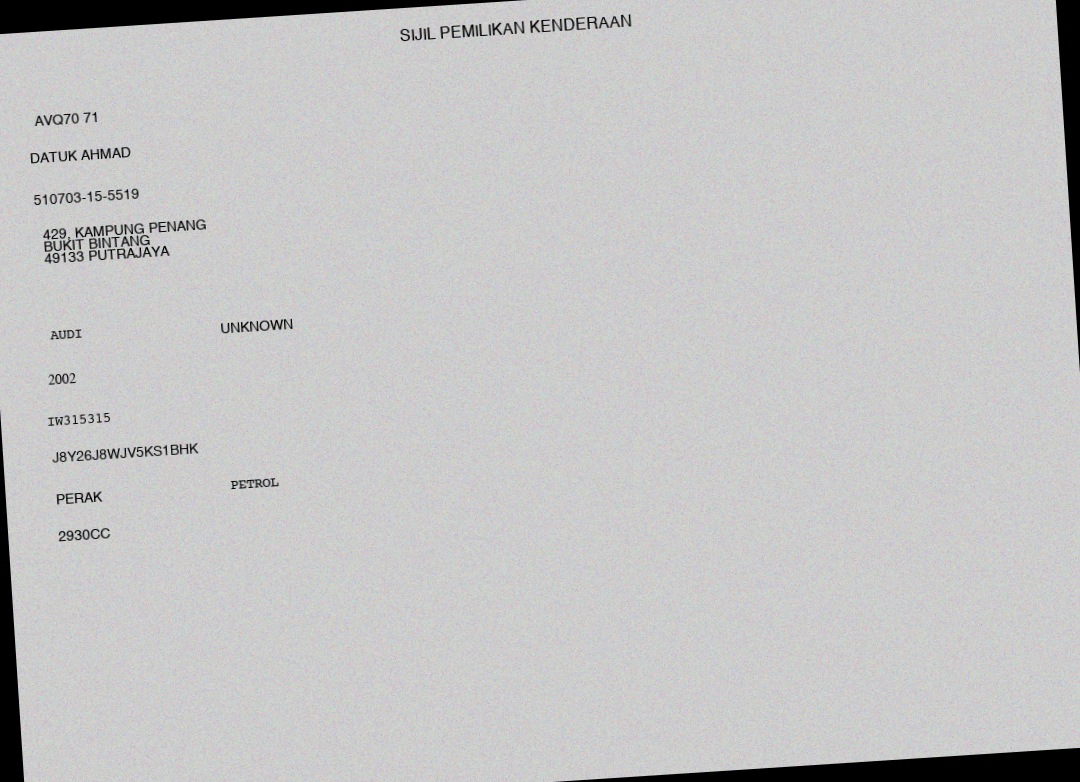 SIJIL PEMILIKAN KENDERAAN
AVQ70 71
DATUK AHMAD
510703-15-5519
429, KAMPUNG PENANG
BUKIT BINTANG
49133 PUTRAJAYA
AUDI UNKNOWN
2002
IW315315
J8Y26J8WJV5KS1BHK
PERAK PETROL
2930CC